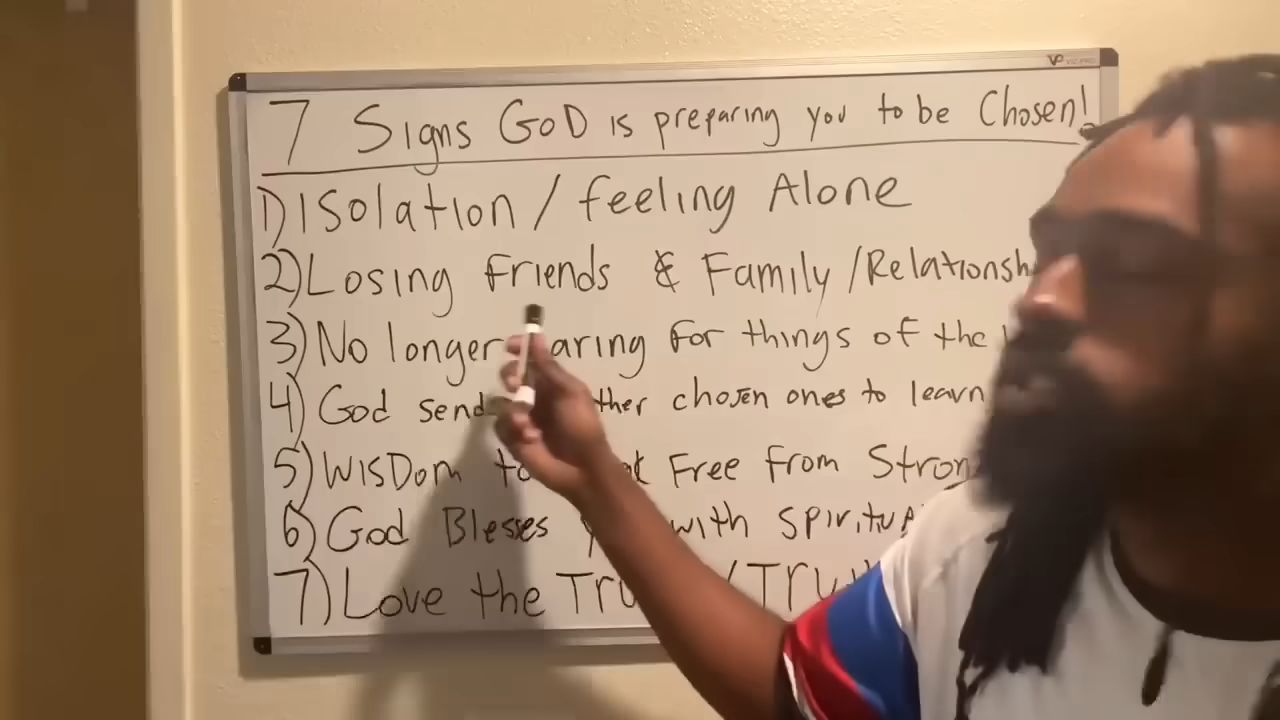 7 Signs GoD is preparing you to be Chosen!
1) ISolation / feeling Alone
2) Losing Friends & Family / Relationsh
3) No longer aring for things of the
4) God send ther chosen ones to learn
5) WISDom Free from Stron
6) God Blesses with Spiritua
7) Love the Tru / Tru